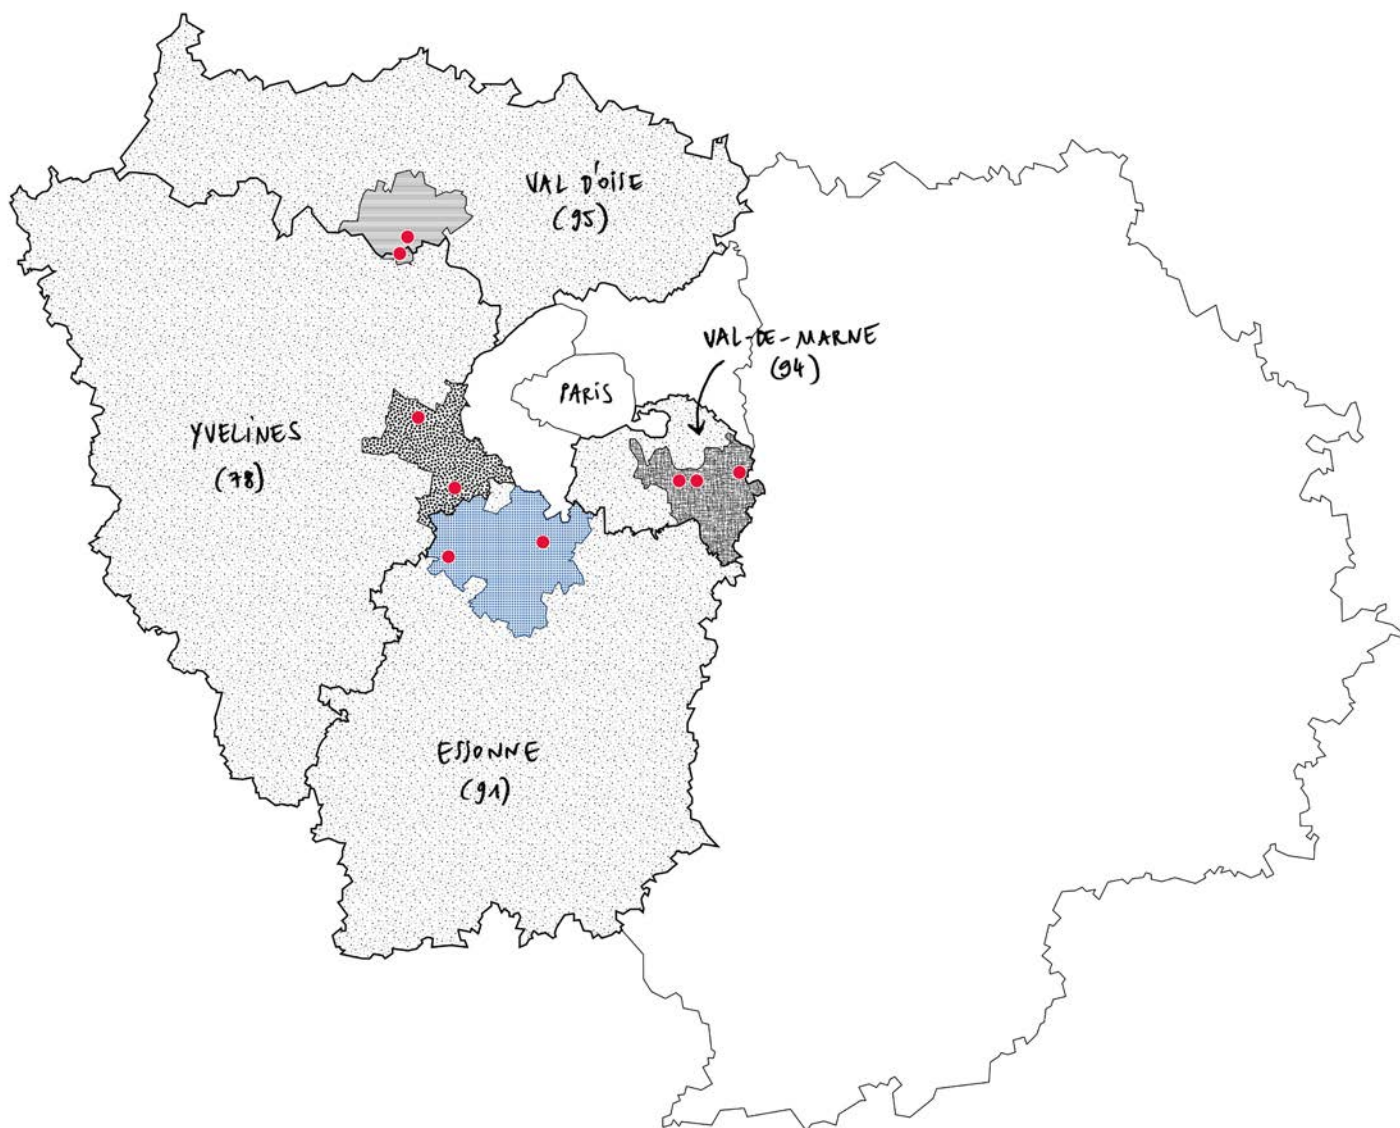 VAL D'OISE
(95)
VAL-DE-MARNE
(94)
PARIS
YVELINES
(78)
ESSONNE
(91)